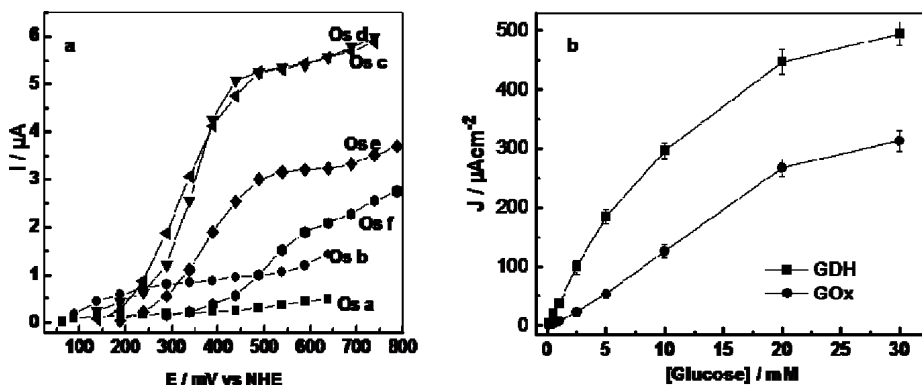 a
I / µA
6
5
4
3
2
1
0
100 200 300 400 500 600 700 800
E / mV vs NHE
Os d
Os c
Os e
Os f
Os b
Os a
b
J / µAcm-2
500
400
300
200
100
0
0 5 10 15 20 25 30
[Glucose] / mM
GDH
GOx